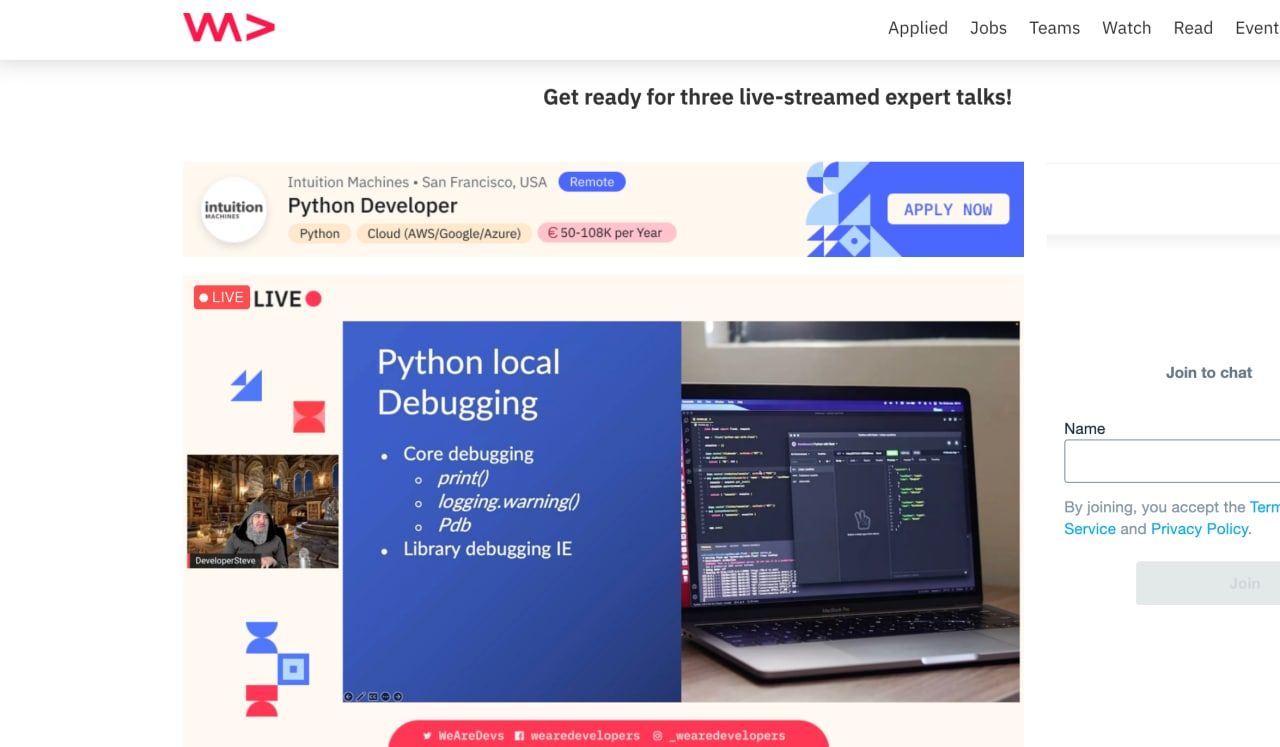 Applied Jobs Teams Watch Read Event
Get ready for three live-streamed expert talks!
intuition
MACHINES
Intuition Machines • San Francisco, USA Remote
Python Developer
Python Cloud (AWS/Google/Azure) € 50-108K per Year
APPLY NOW
LIVE LIVE
Python local
Debugging
• Core debugging
○ print()
○ logging.warning()
○ Pdb
• Library debugging IE
DeveloperSteve
MacBook Pro
WeAreDevs wearedevelopers _wearedevelopers
Join to chat
Name
By joining, you accept the Term
Service and Privacy Policy.
Join